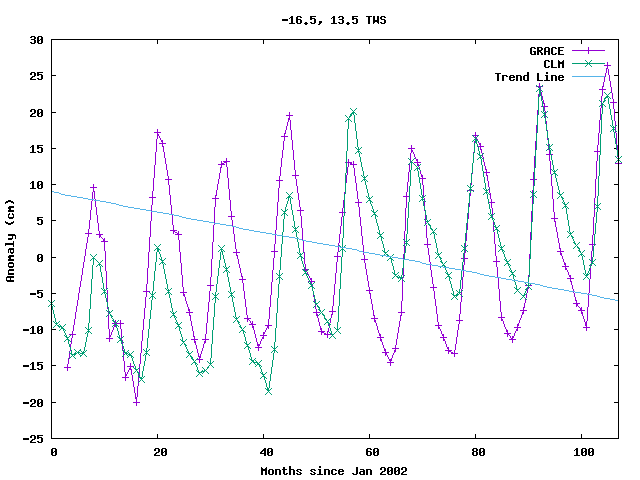 -16.5, 13.5 TWS
GRACE
CLM
Trend Line
Anomaly (cm)
30
25
20
15
10
5
0
-5
-10
-15
-20
-25
0 20 40 60 80 100
Months since Jan 2002